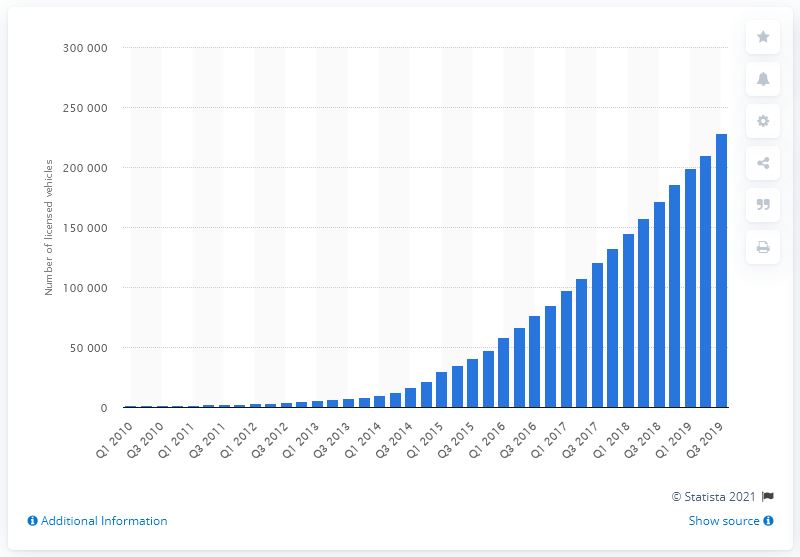 300 000
250 000
200 000
150 000
100 000
50 000
0
Number of licensed vehicles
Q1 2010
Q3 2010
Q1 2011
Q3 2011
Q1 2012
Q3 2012
Q1 2013
Q3 2013
Q1 2014
Q3 2014
Q1 2015
Q3 2015
Q1 2016
Q3 2016
Q1 2017
Q3 2017
Q1 2018
Q3 2018
Q1 2019
Q3 2019
© Statista 2021
Additional Information
Show source